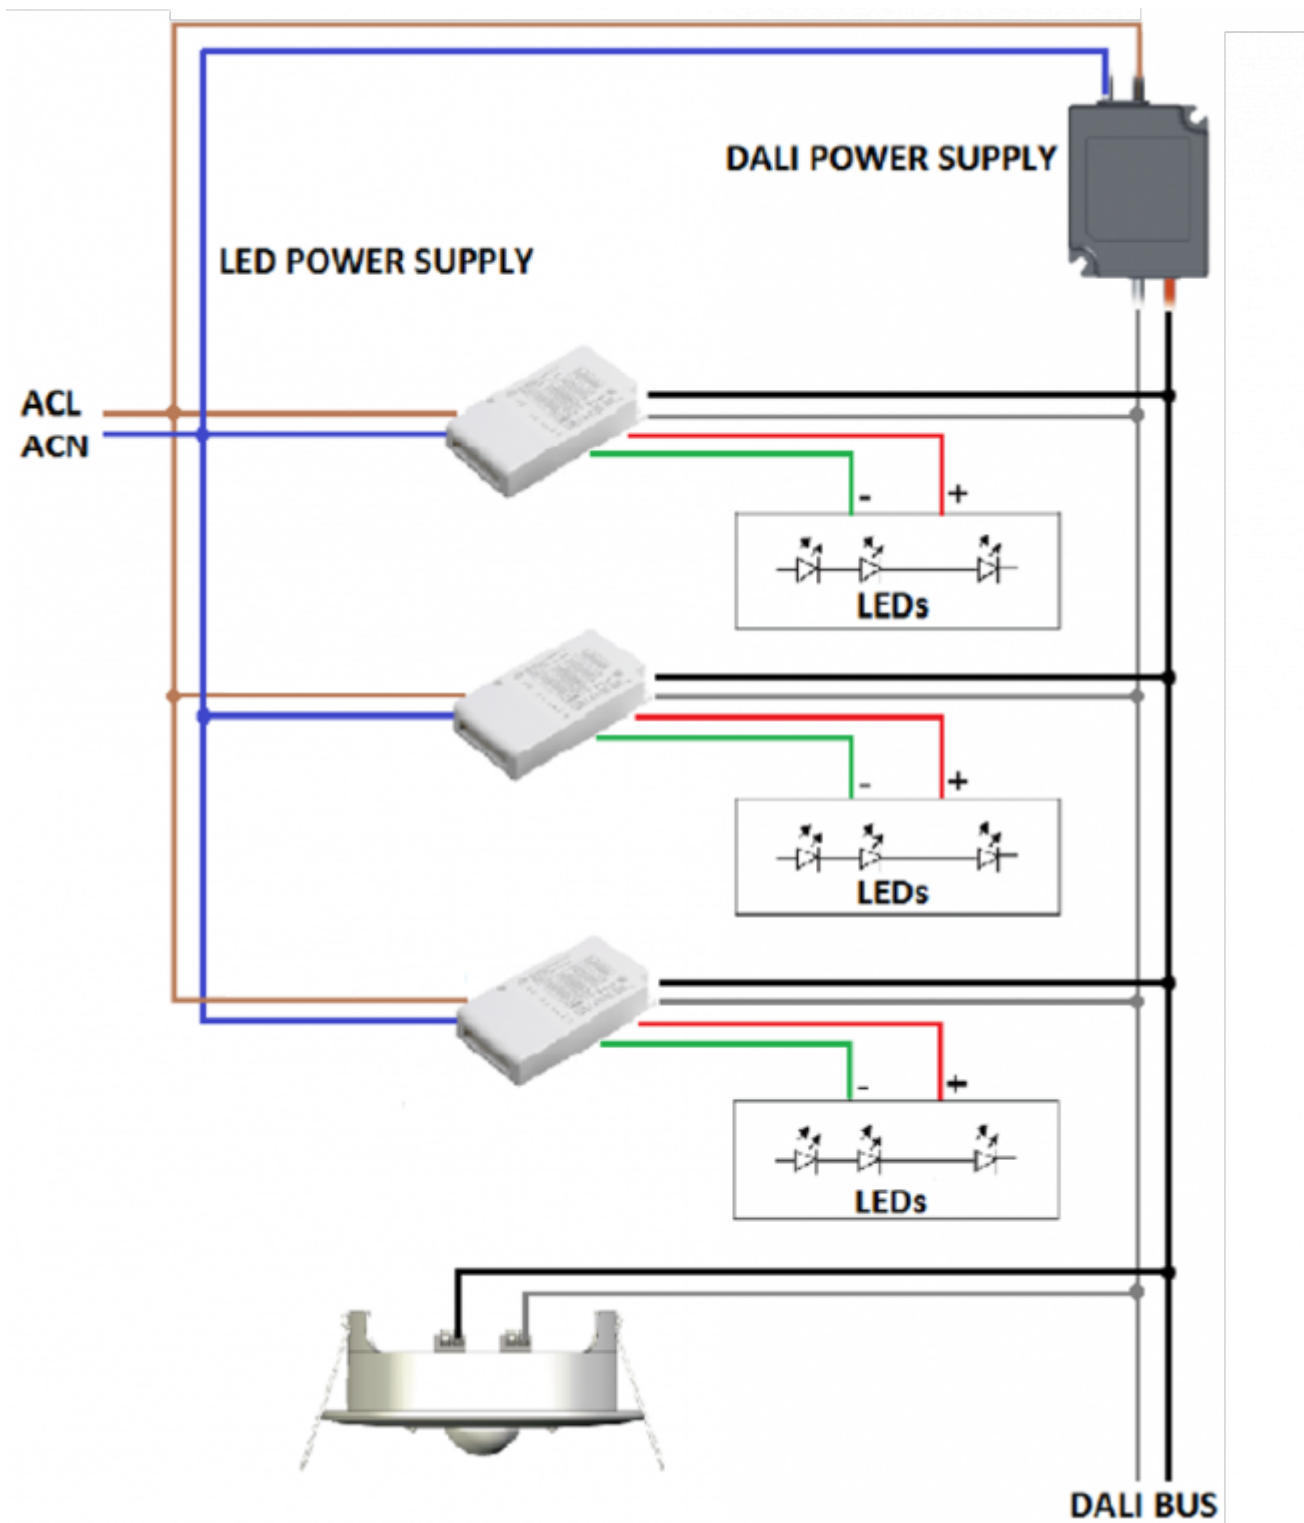 DALI POWER SUPPLY
LED POWER SUPPLY
ACL
ACN
- +
LEDs
- +
LEDs
- +
LEDs
DALI BUS